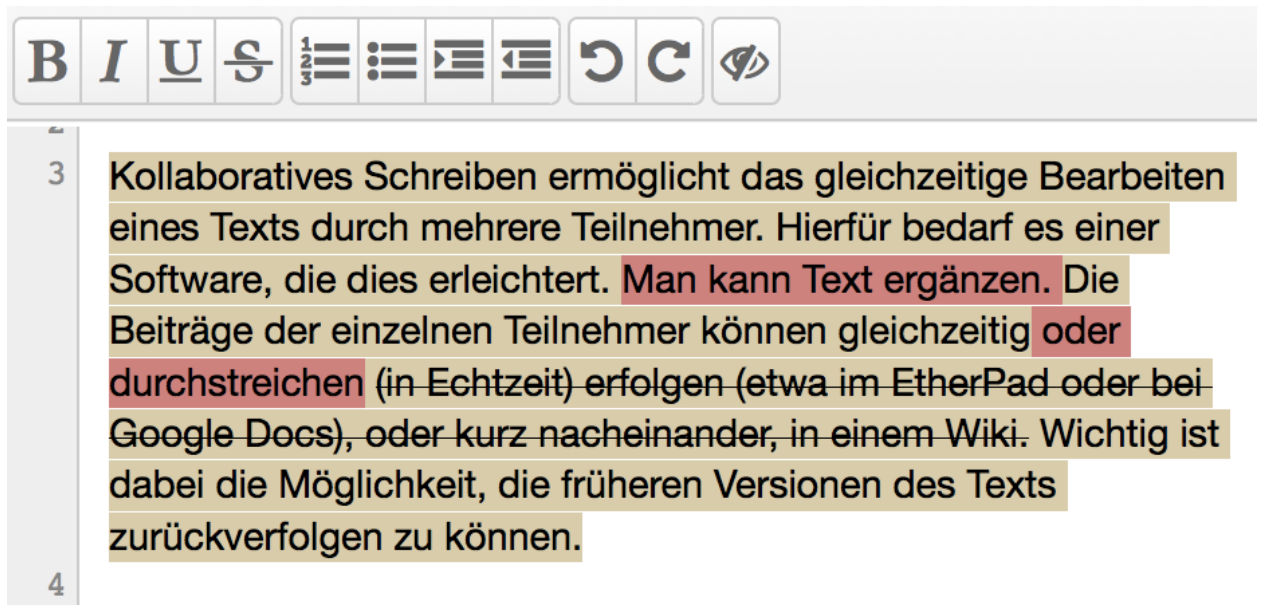 B I U S
3 Kollaboratives Schreiben ermöglicht das gleichzeitige Bearbeiten
eines Texts durch mehrere Teilnehmer. Hierfür bedarf es einer
Software, die dies erleichtert. Man kann Text ergänzen. Die
Beiträge der einzelnen Teilnehmer können gleichzeitig oder
durchstreichen (in Echtzeit) erfolgen (etwa im EtherPad oder bei
Google Docs), oder kurz nacheinander, in einem Wiki. Wichtig ist
dabei die Möglichkeit, die früheren Versionen des Texts
zurückverfolgen zu können.
4